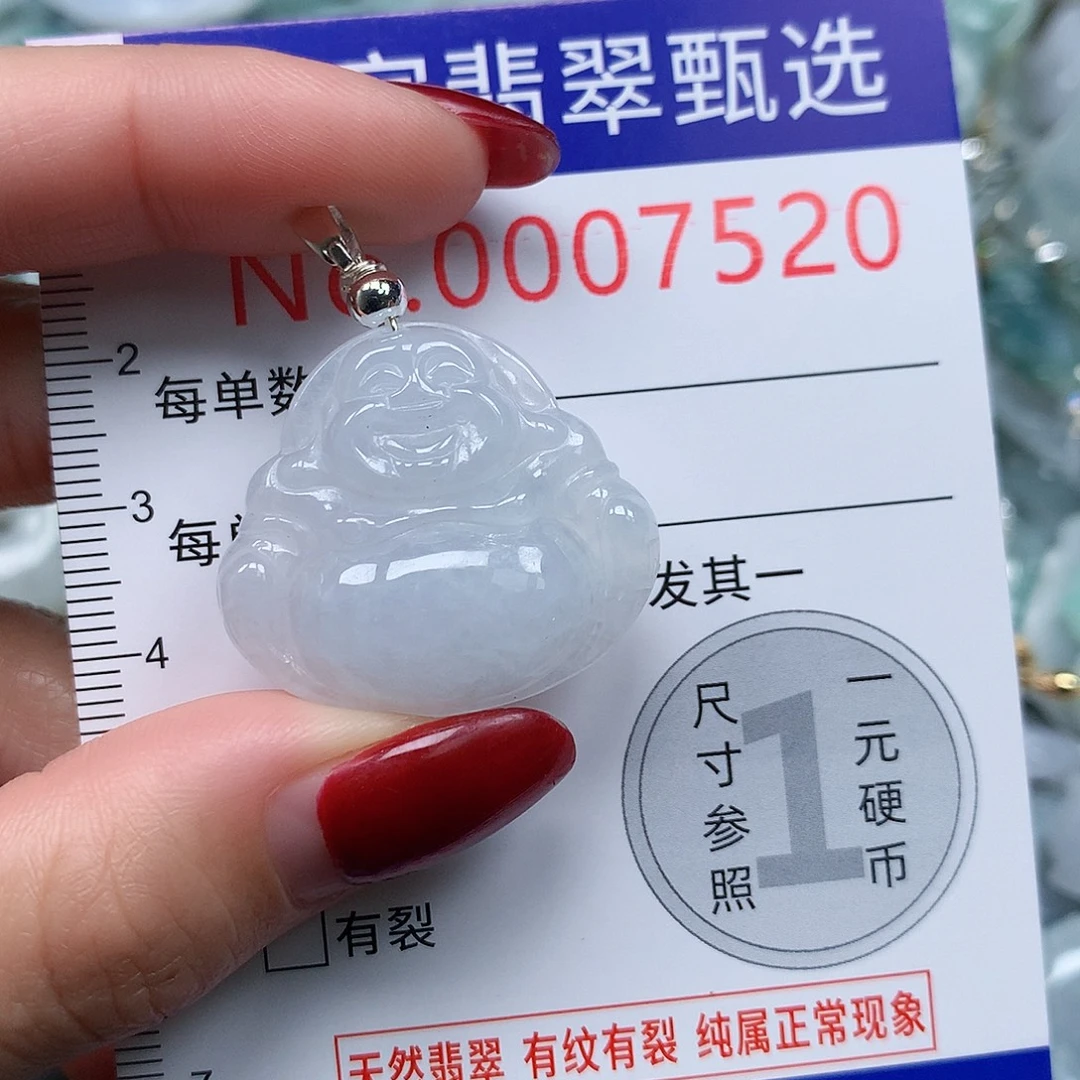 翡翠甄选
No.0007520
2
每单数
3
每单
发其一
4
一元硬币
尺寸参照
1
有裂
天然翡翠 有纹有裂 纯属正常现象